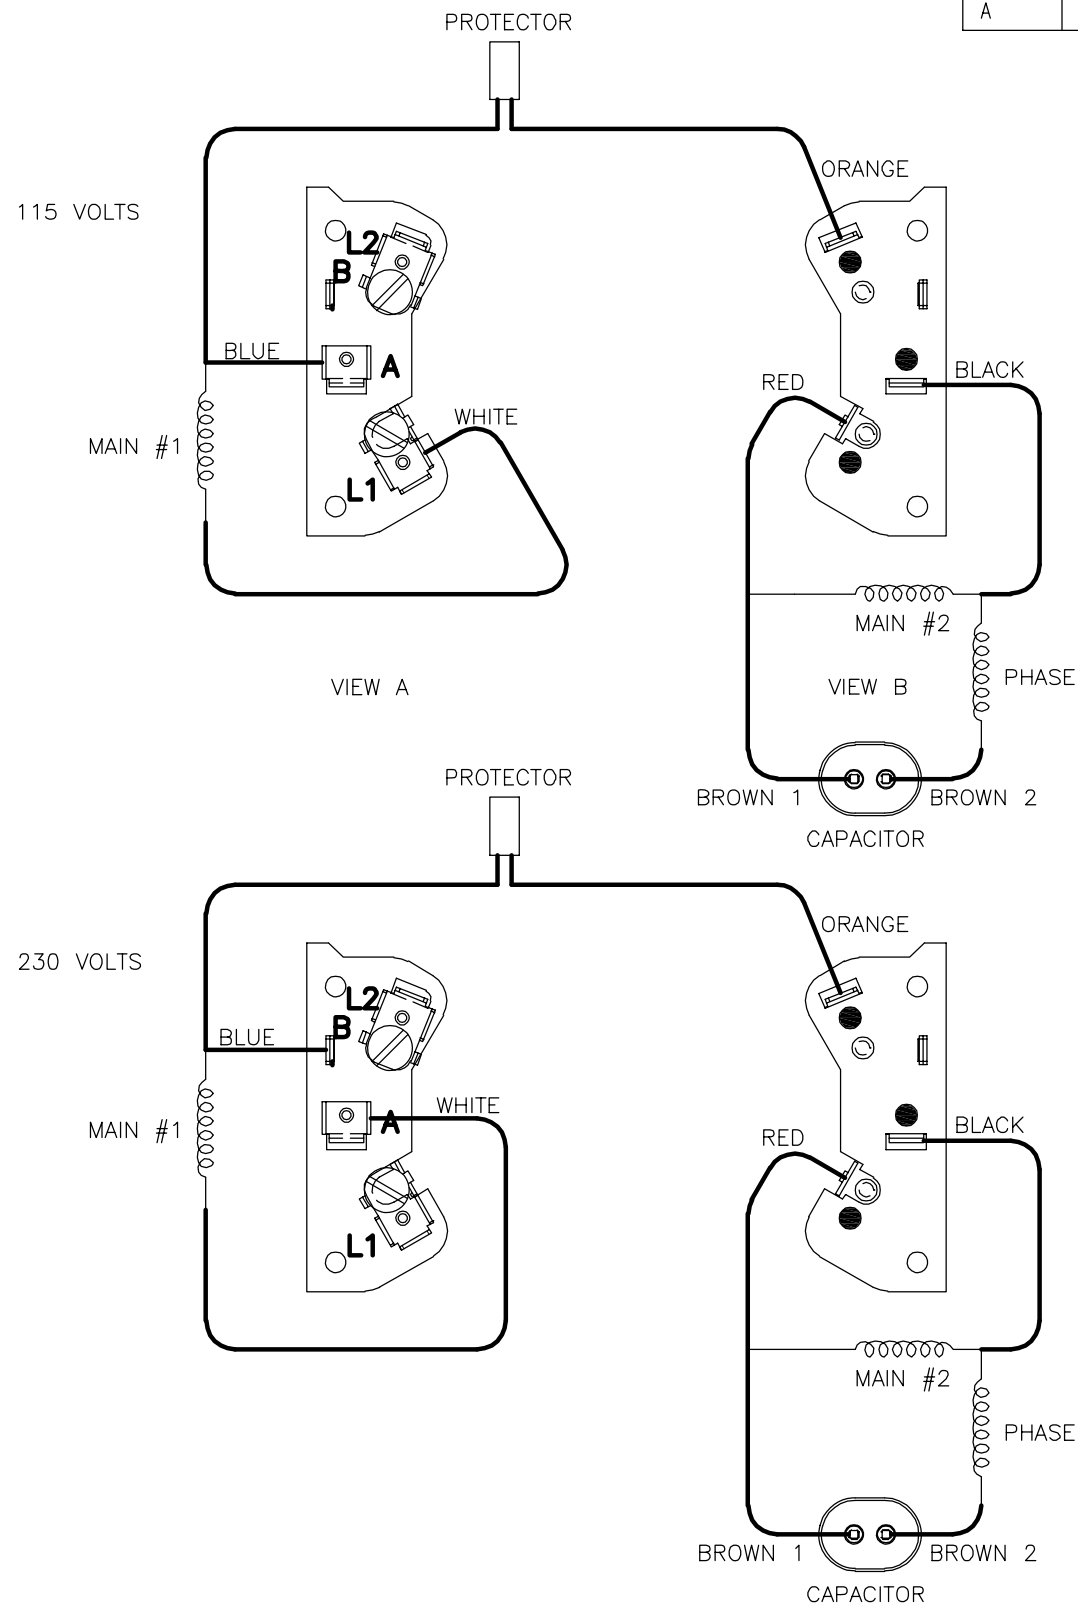 A
PROTECTOR
ORANGE
115 VOLTS
L2
B
BLUE
A
BLACK
RED
WHITE
MAIN #1
L1
MAIN #2
VIEW A
VIEW B
PHASE
PROTECTOR
BROWN 1
BROWN 2
CAPACITOR
ORANGE
230 VOLTS
L2
B
BLUE
WHITE
A
BLACK
MAIN #1
RED
L1
MAIN #2
PHASE
BROWN 1
BROWN 2
CAPACITOR